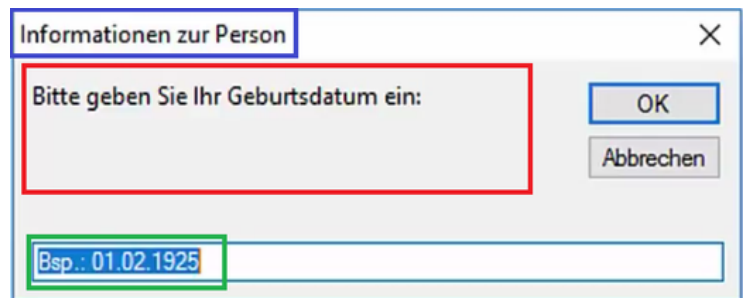 Informationen zur Person
Bitte geben Sie Ihr Geburtsdatum ein:
OK
Abbrechen
Bsp.: 01.02.1925